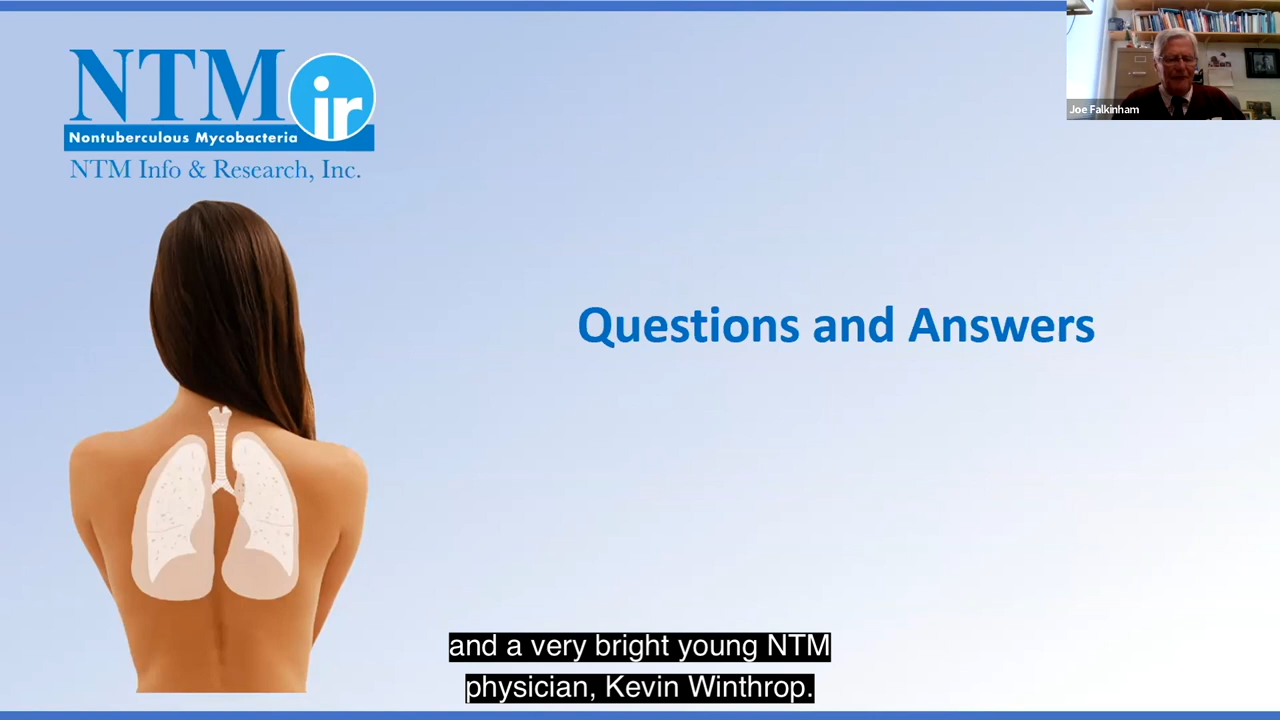 NTM
ir
Nontuberculous Mycobacteria
NTM Info & Research, Inc.
Joe Falkinham
Questions and Answers
and a very bright young NTM
physician, Kevin Winthrop.